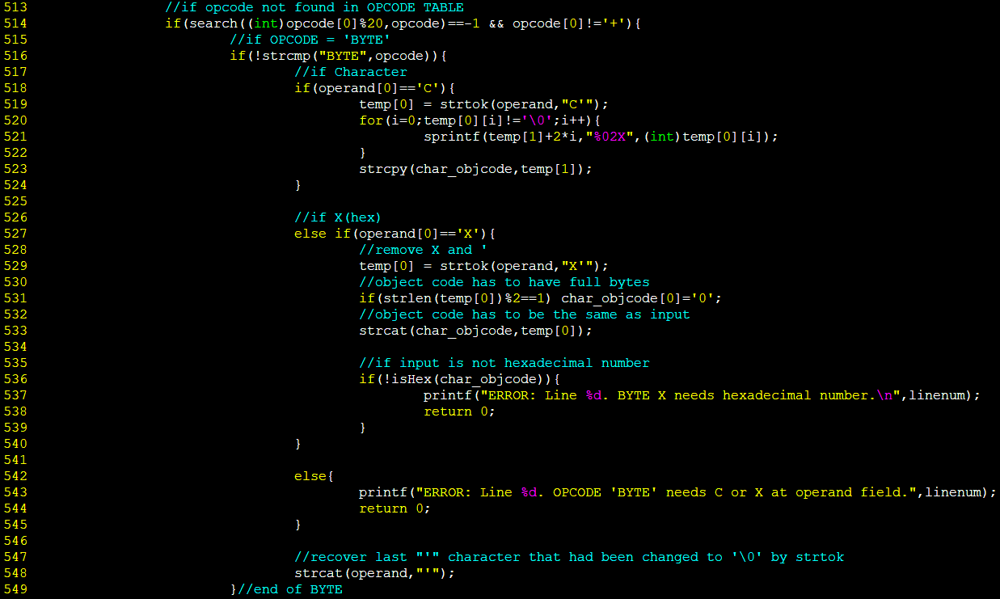 513 //if opcode not found in OPCODE TABLE
514 if(search((int)opcode[0]%20,opcode)==-1 && opcode[0]!='+'){
515 //if OPCODE = 'BYTE'
516 if(!strcmp("BYTE",opcode)){
517 //if Character
518 if(operand[0]=='C'){
519 temp[0] = strtok(operand,"C'");
520 for(i=0;temp[0][i]!='\0';i++){
521 sprintf(temp[1]+2*i,"%02X",(int)temp[0][i]);
522 }
523 strcpy(char_objcode,temp[1]);
524 }
525
526 //if X(hex)
527 else if(operand[0]=='X'){
528 //remove X and '
529 temp[0] = strtok(operand,"X'");
530 //object code has to have full bytes
531 if(strlen(temp[0])%2==1) char_objcode[0]='0';
532 //object code has to be the same as input
533 strcat(char_objcode,temp[0]);
534
535 //if input is not hexadecimal number
536 if(!isHex(char_objcode)){
537 printf("ERROR: Line %d. BYTE X needs hexadecimal number.\n",linenum);
538 return 0;
539 }
540 }
541
542 else{
543 printf("ERROR: Line %d. OPCODE 'BYTE' needs C or X at operand field.",linenum);
544 return 0;
545 }
546
547 //recover last "'" character that had been changed to '\0' by strtok
548 strcat(operand,"'");
549 }//end of BYTE